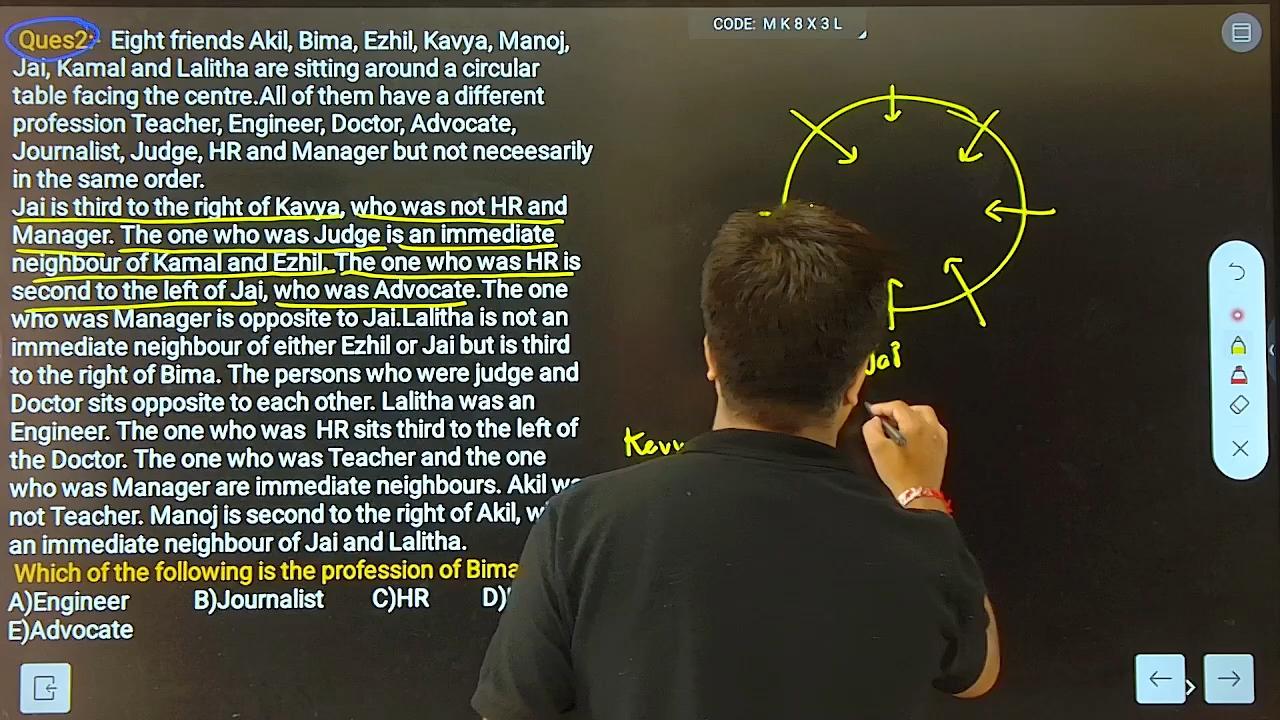 CODE: M K 8 X 3 L
Ques2:- Eight friends Akil, Bima, Ezhil, Kavya, Manoj,
Jai, Kamal and Lalitha are sitting around a circular
table facing the centre.All of them have a different
profession Teacher, Engineer, Doctor, Advocate,
Journalist, Judge, HR and Manager but not neceesarily
in the same order.
Jai is third to the right of Kavya, who was not HR and
Manager. The one who was Judge is an immediate
neighbour of Kamal and Ezhil. The one who was HR is
second to the left of Jai, who was Advocate.The one
who was Manager is opposite to Jai.Lalitha is not an
immediate neighbour of either Ezhil or Jai but is third
to the right of Bima. The persons who were judge and
Doctor sits opposite to each other. Lalitha was an
Engineer. The one who was HR sits third to the left of
the Doctor. The one who was Teacher and the one
who was Manager are immediate neighbours. Akil
not Teacher. Manoj is second to the right of Akil,
an immediate neighbour of Jai and Lalitha.
Which of the following is the profession of Bima
A)Engineer B)Journalist C)HR D)
E)Advocate
Jai